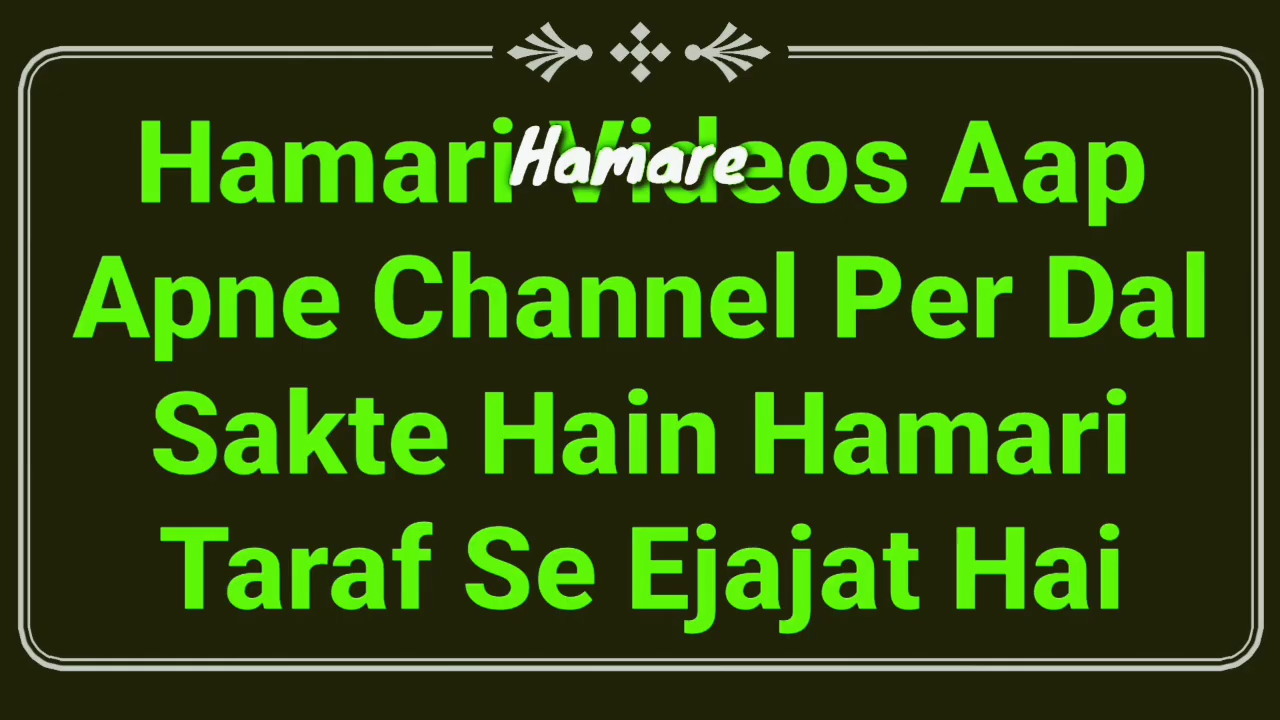 Hamari Videos Aap
Hamare
Apne Channel Per Dal
Sakte Hain Hamari
Taraf Se Ejajat Hai